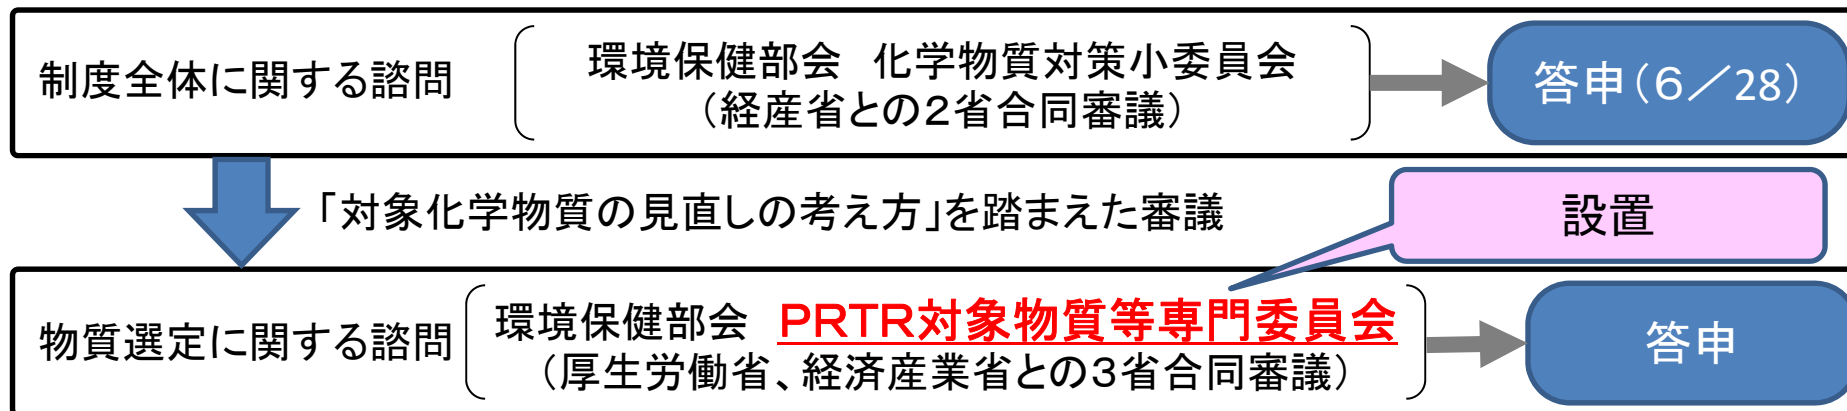 制度全体に関する諮問
環境保健部会　化学物質対策小委員会
（経産省との２省合同審議）
答申（６／28）
「対象化学物質の見直しの考え方」を踏まえた審議
設置
物質選定に関する諮問
環境保健部会　ＰＲＴＲ対象物質等専門委員会
（厚生労働省、経済産業省との３省合同審議）
答申